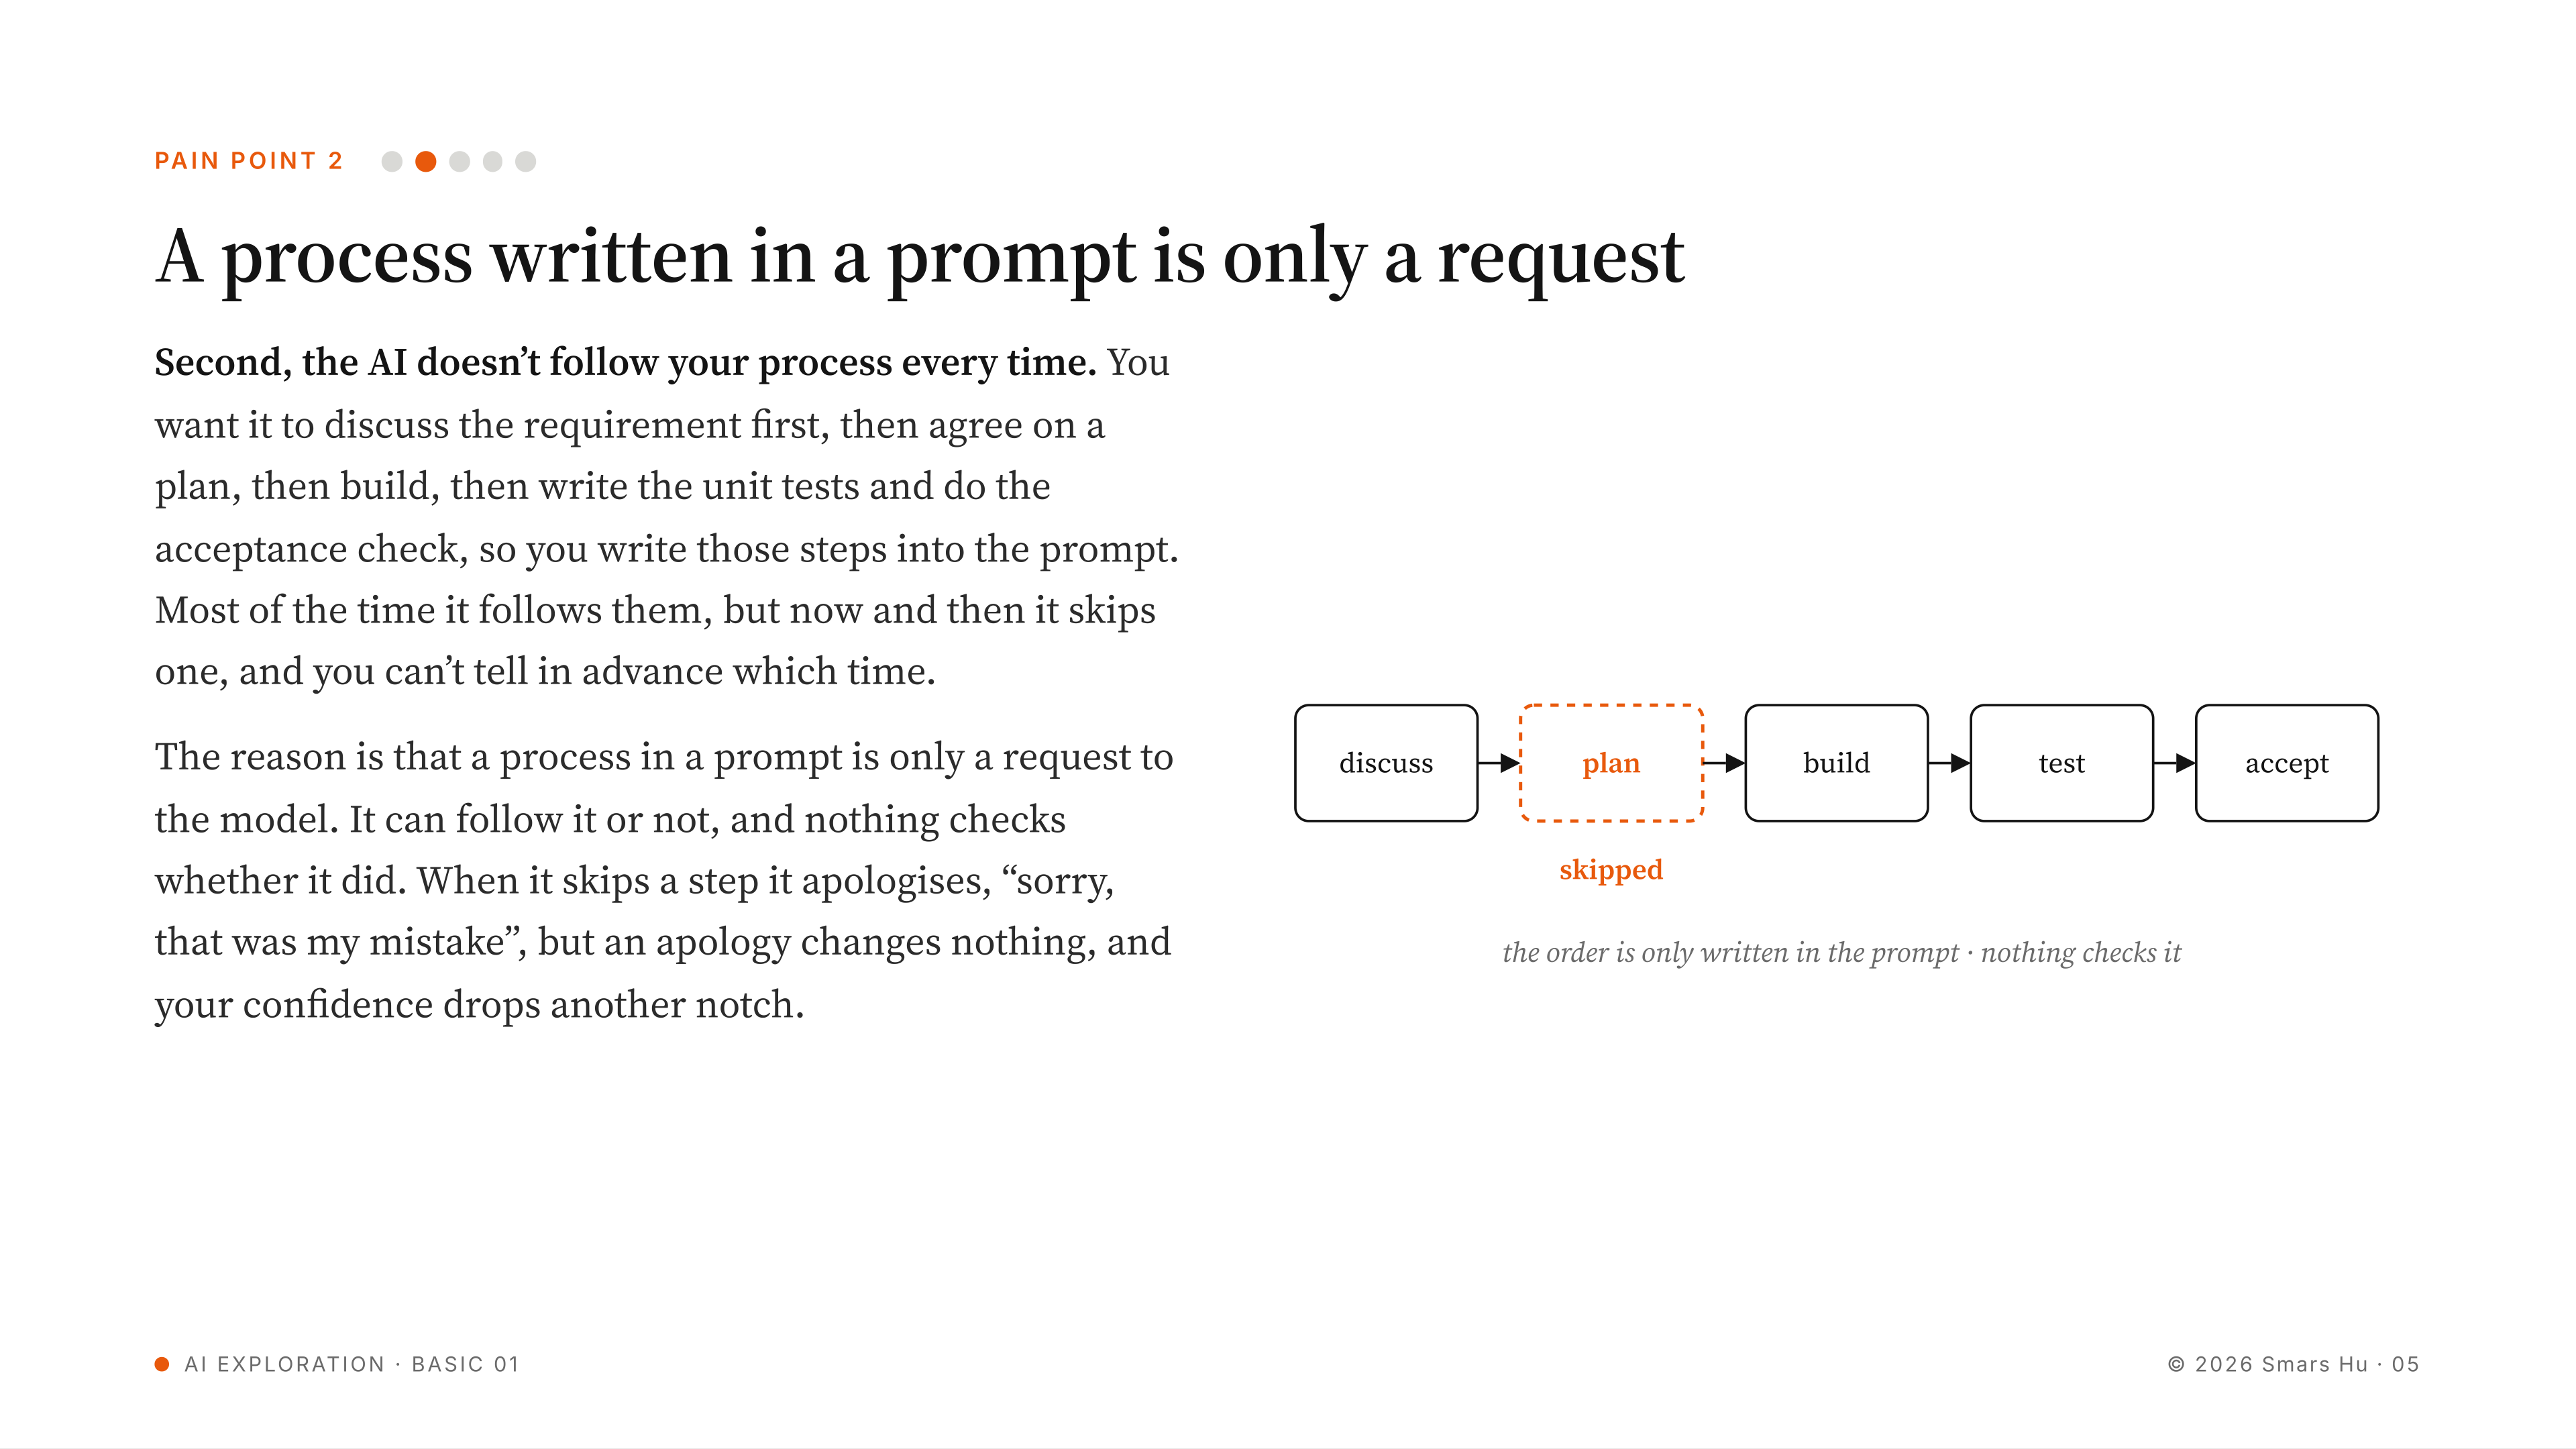 PAIN POINT 2
A process written in a prompt is only a request
Second, the AI doesn’t follow your process every time. You
want it to discuss the requirement first, then agree on a
plan, then build, then write the unit tests and do the
acceptance check, so you write those steps into the prompt.
Most of the time it follows them, but now and then it skips
one, and you can’t tell in advance which time.
The reason is that a process in a prompt is only a request to
the model. It can follow it or not, and nothing checks
whether it did. When it skips a step it apologises, “sorry,
that was my mistake”, but an apology changes nothing, and
your confidence drops another notch.
discuss
plan
build
test
accept
skipped
the order is only written in the prompt · nothing checks it
AI EXPLORATION · BASIC 01
© 2026 Smars Hu · 05